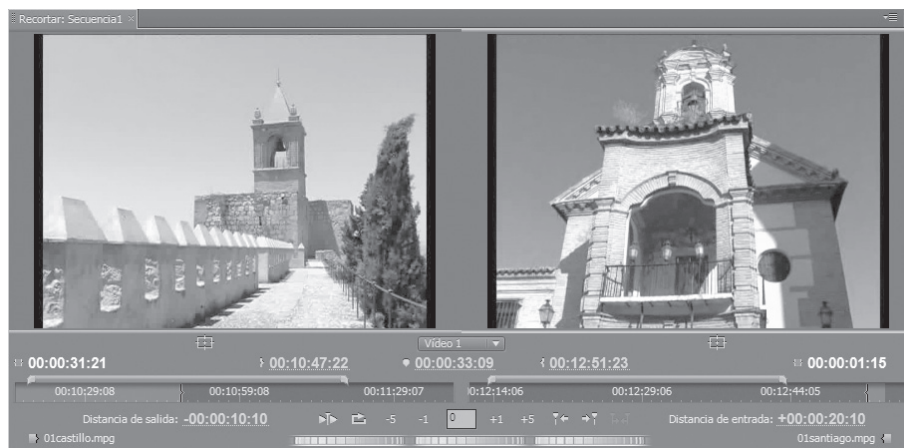 Recortar: Secuencia1
Vídeo 1
00:00:31:21
00:10:47:22
00:00:33:09
00:12:51:23
00:00:01:15
00:10:29:08 00:10:59:08 00:11:29:07
00:12:14:06 00:12:29:06 00:12:44:05
Distancia de salida: -00:00:10:10
-5 -1 0 +1 +5
Distancia de entrada: +00:00:20:10
01castillo.mpg
01santiago.mpg